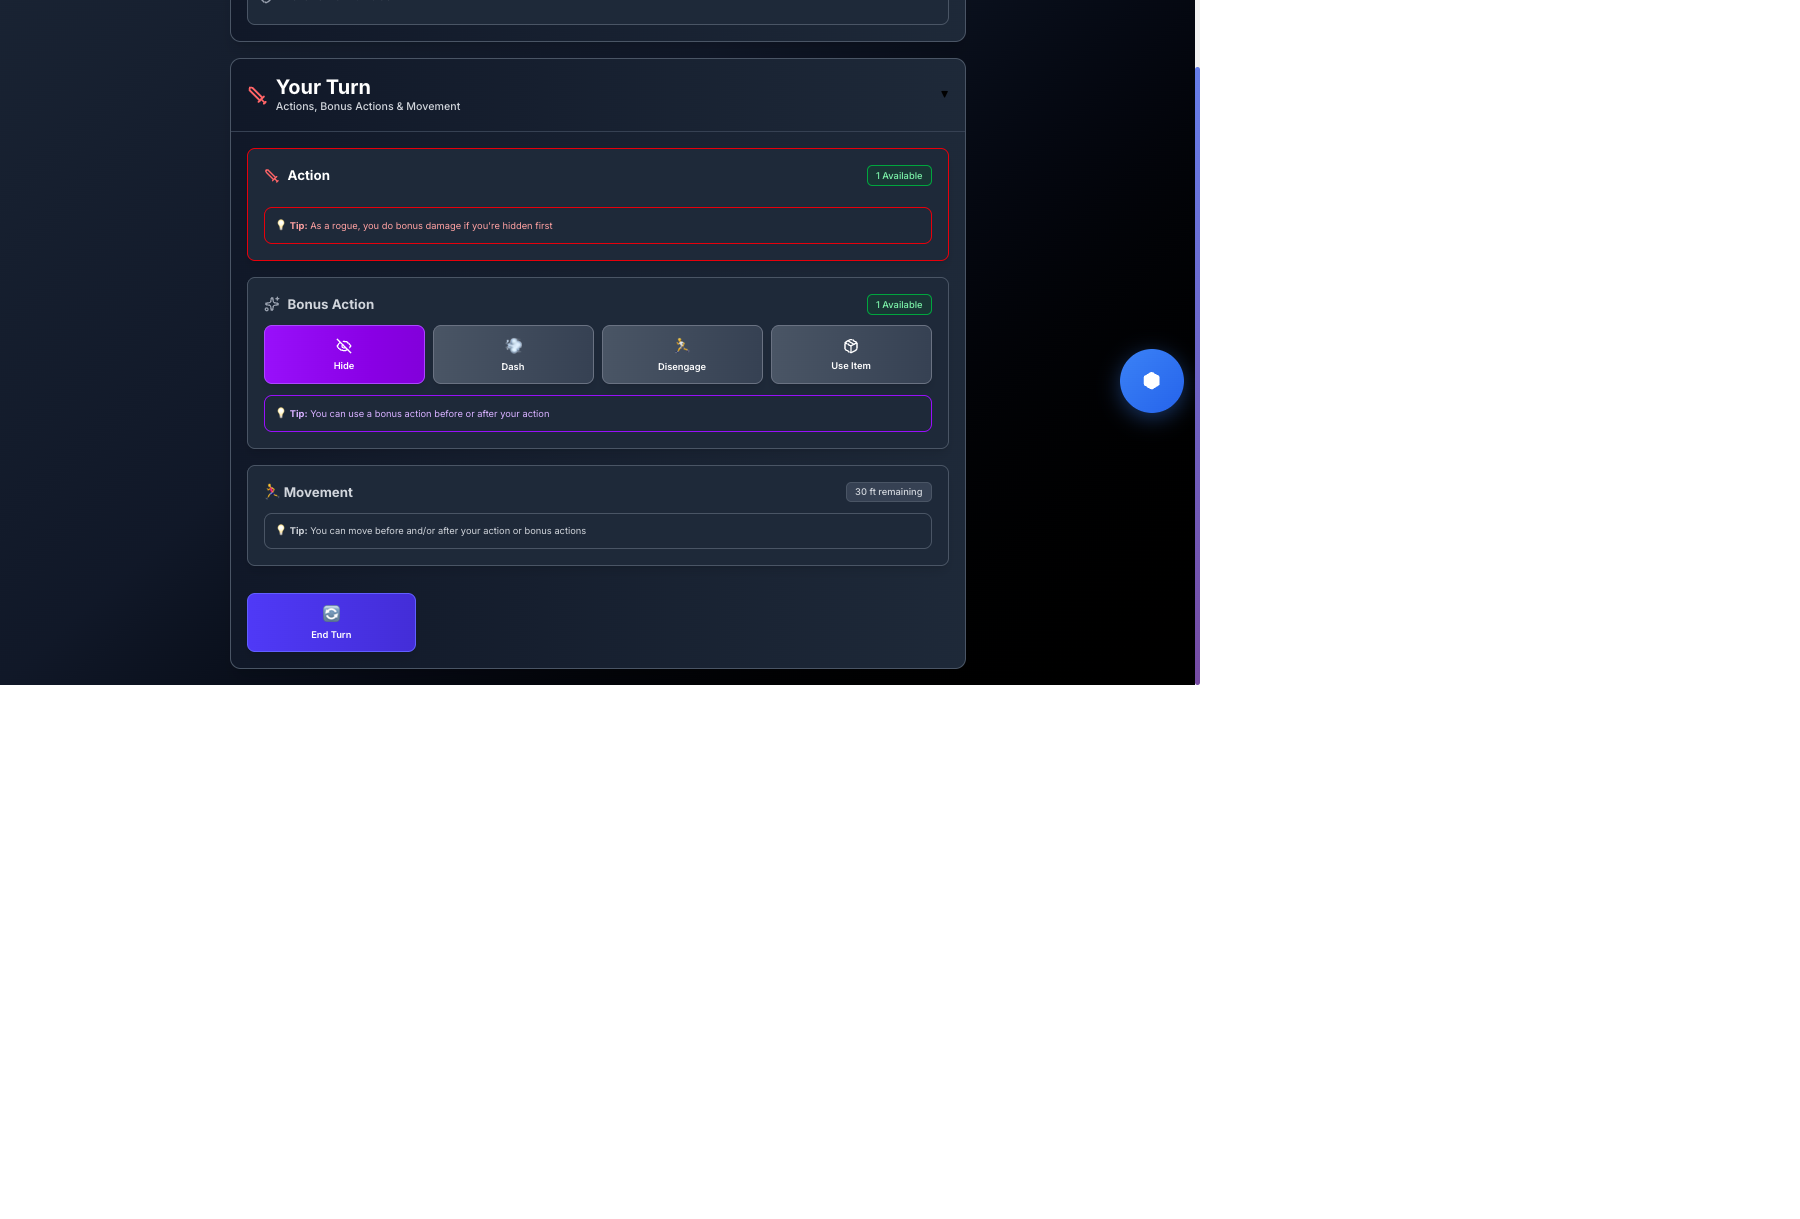 Your Turn
Actions, Bonus Actions & Movement
Action
1 Available
Tip: As a rogue, you do bonus damage if you're hidden first
Bonus Action
1 Available
Hide
Dash
Disengage
Use Item
Tip: You can use a bonus action before or after your action
Movement
30 ft remaining
Tip: You can move before and/or after your action or bonus actions
End Turn